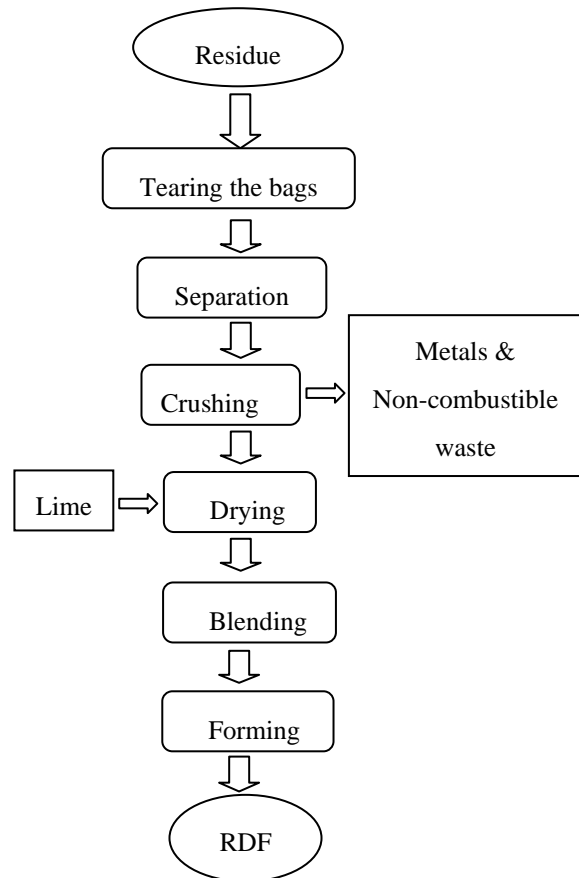 Residue
Tearing the bags
Separation
Metals &
Non-combustible
waste
Crushing
Lime
Drying
Blending
Forming
RDF